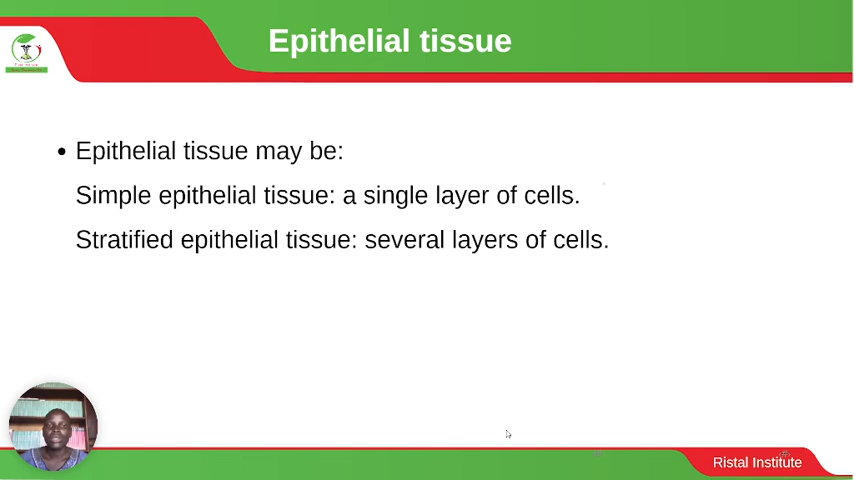 Epithelial tissue
• Epithelial tissue may be:
Simple epithelial tissue: a single layer of cells.
Stratified epithelial tissue: several layers of cells.
Ristal Institute